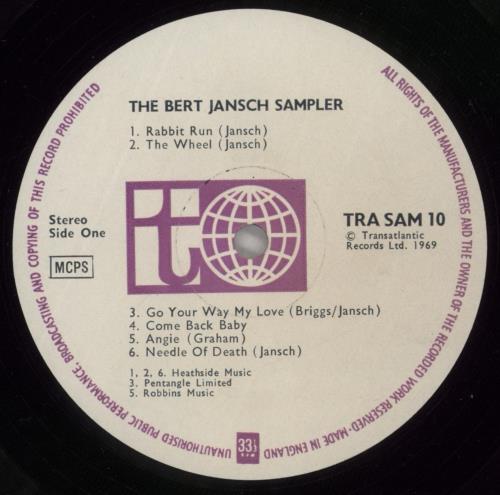 THE BERT JANSCH SAMPLER
1. Rabbit Run (Jansch)
2. The Wheel (Jansch)
Stereo
Side One
MCPS
to
TRA SAM 10
© Transatlantic
Records Ltd. 1969
3. Go Your Way My Love (Briggs/Jansch)
4. Come Back Baby
5. Angie (Graham)
6. Needle Of Death (Jansch)
1, 2, 6. Heathside Music
3. Pentangle Limited
5. Robbins Music
ALL RIGHTS OF THE MANUFACTURERS AND THE OWNER OF THE RECORDED WORK RESERVED-MADE IN ENGLAND
33⅓
UNAUTHORISED PUBLIC PERFORMANCE, BROADCASTING AND COPYING OF THIS RECORD PROHIBITED